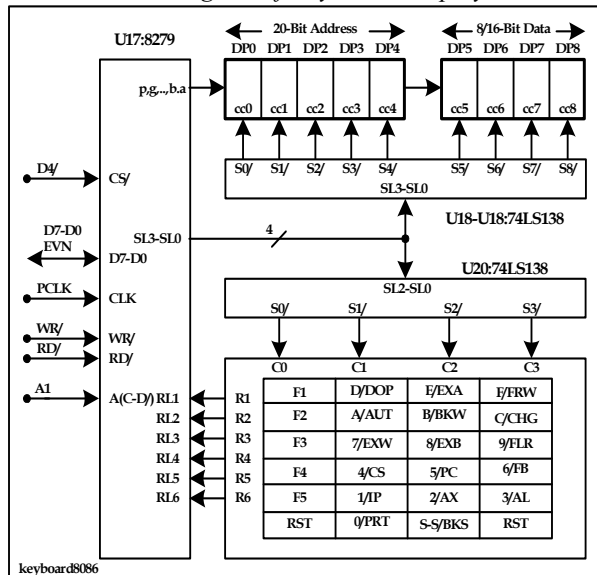 20-Bit Address 8/16-Bit Data
U17:8279 DP0 DP1 DP2 DP3 DP4 DP5 DP6 DP7 DP8
p,g,..,b.a
cc0 cc1 cc2 cc3 cc4 cc5 cc6 cc7 cc8
S0/ S1/ S2/ S3/ S4/ S5/ S6/ S7/ S8/
D4/ CS/
SL3-SL0
U18-U18:74LS138
D7-D0 SL3-SL0 4
EVN D7-D0
U20:74LS138
SL2-SL0
PCLK CLK
S0/ S1/ S2/ S3/
WR/ WR/
RD/ RD/
C0 C1 C2 C3
A1 A(C-D/) RL1 R1 F1 D/DOP E/EXA F/FRW
RL2 R2 F2 A/AUT B/BKW C/CHG
RL3 R3 F3 7/EXW 8/EXB 9/FLR
RL4 R4 F4 4/CS 5/PC 6/FB
RL5 R5 F5 1/IP 2/AX 3/AL
RL6 R6 RST 0/PRT S-S/BKS RST
keyboard8086